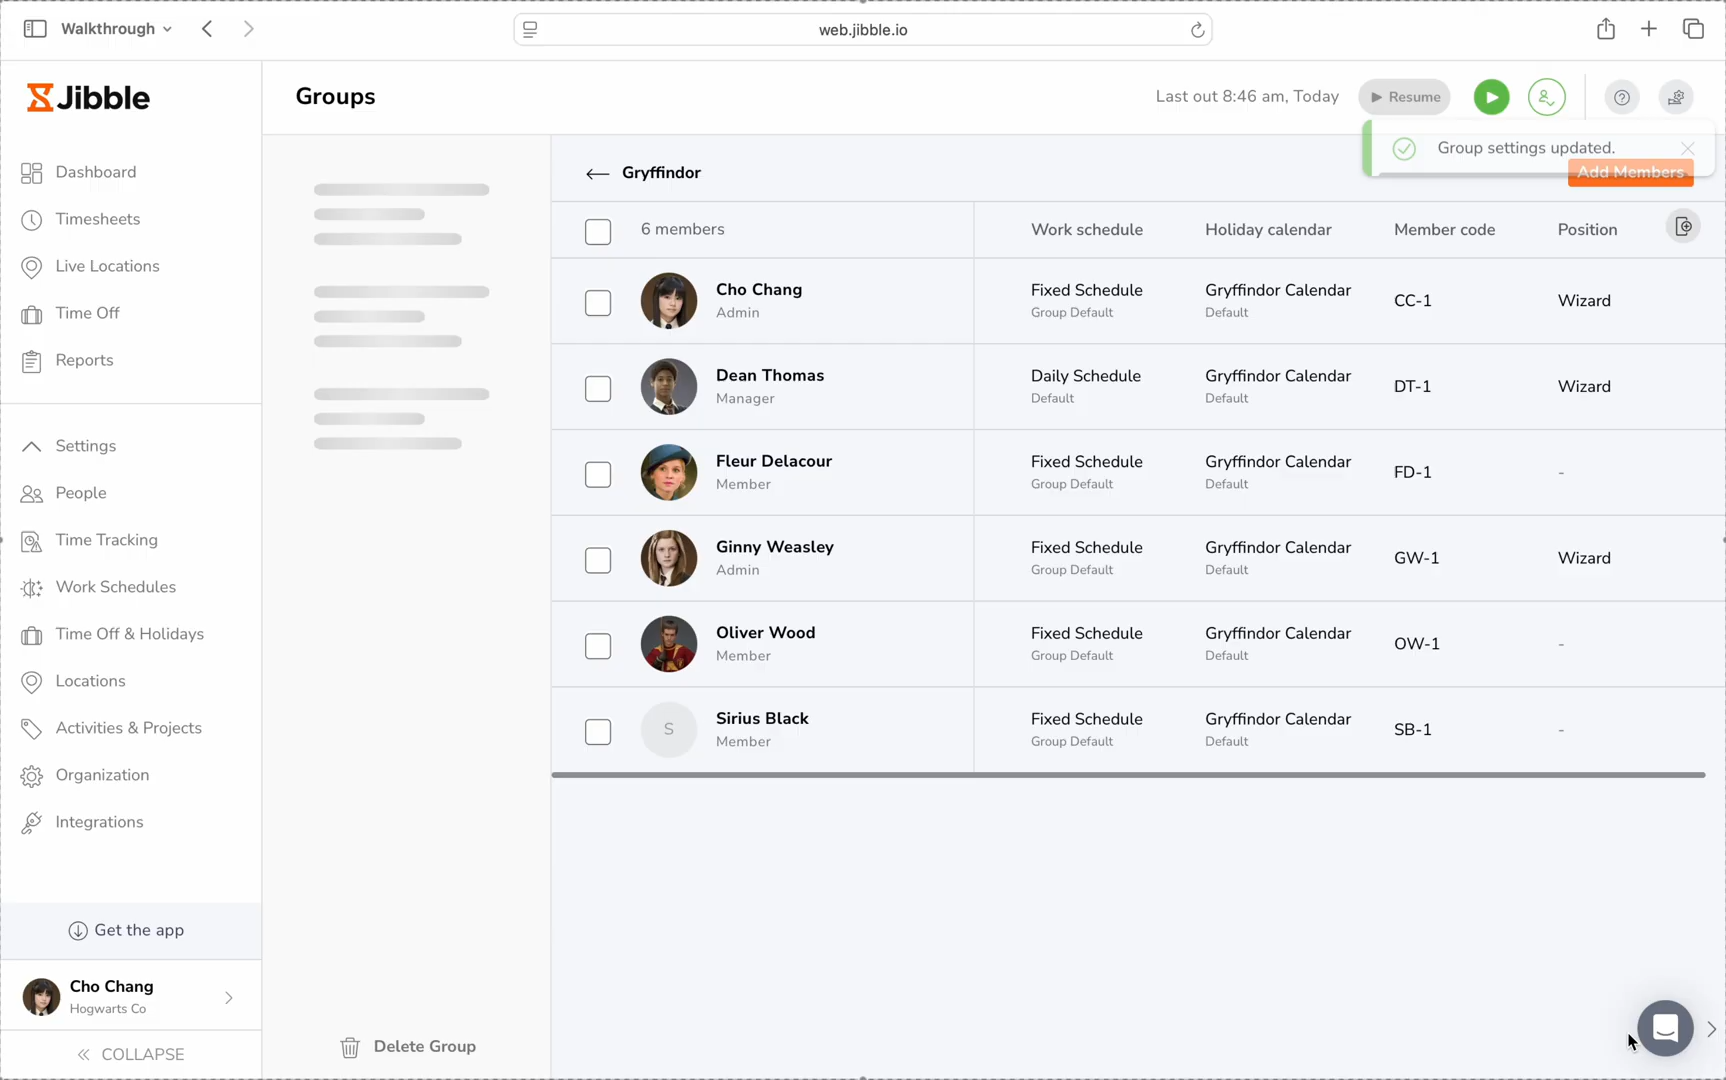 Walkthrough
web.jibble.io
Jibble
Groups
Last out 8:46 am, Today
Resume
Group settings updated.
Dashboard
Timesheets
Live Locations
Time Off
Reports
Settings
People
Time Tracking
Work Schedules
Time Off & Holidays
Locations
Activities & Projects
Organization
Integrations
Get the app
Cho Chang
Hogwarts Co
COLLAPSE
Delete Group
Gryffindor
Add Members
6 members Work schedule Holiday calendar Member code Position
Cho Chang Fixed Schedule Gryffindor Calendar CC-1 Wizard
Admin Group Default Default
Dean Thomas Daily Schedule Gryffindor Calendar DT-1 Wizard
Manager Default Default
Fleur Delacour Fixed Schedule Gryffindor Calendar FD-1 -
Member Group Default Default
Ginny Weasley Fixed Schedule Gryffindor Calendar GW-1 Wizard
Admin Group Default Default
Oliver Wood Fixed Schedule Gryffindor Calendar OW-1 -
Member Group Default Default
S Sirius Black Fixed Schedule Gryffindor Calendar SB-1 -
Member Group Default Default